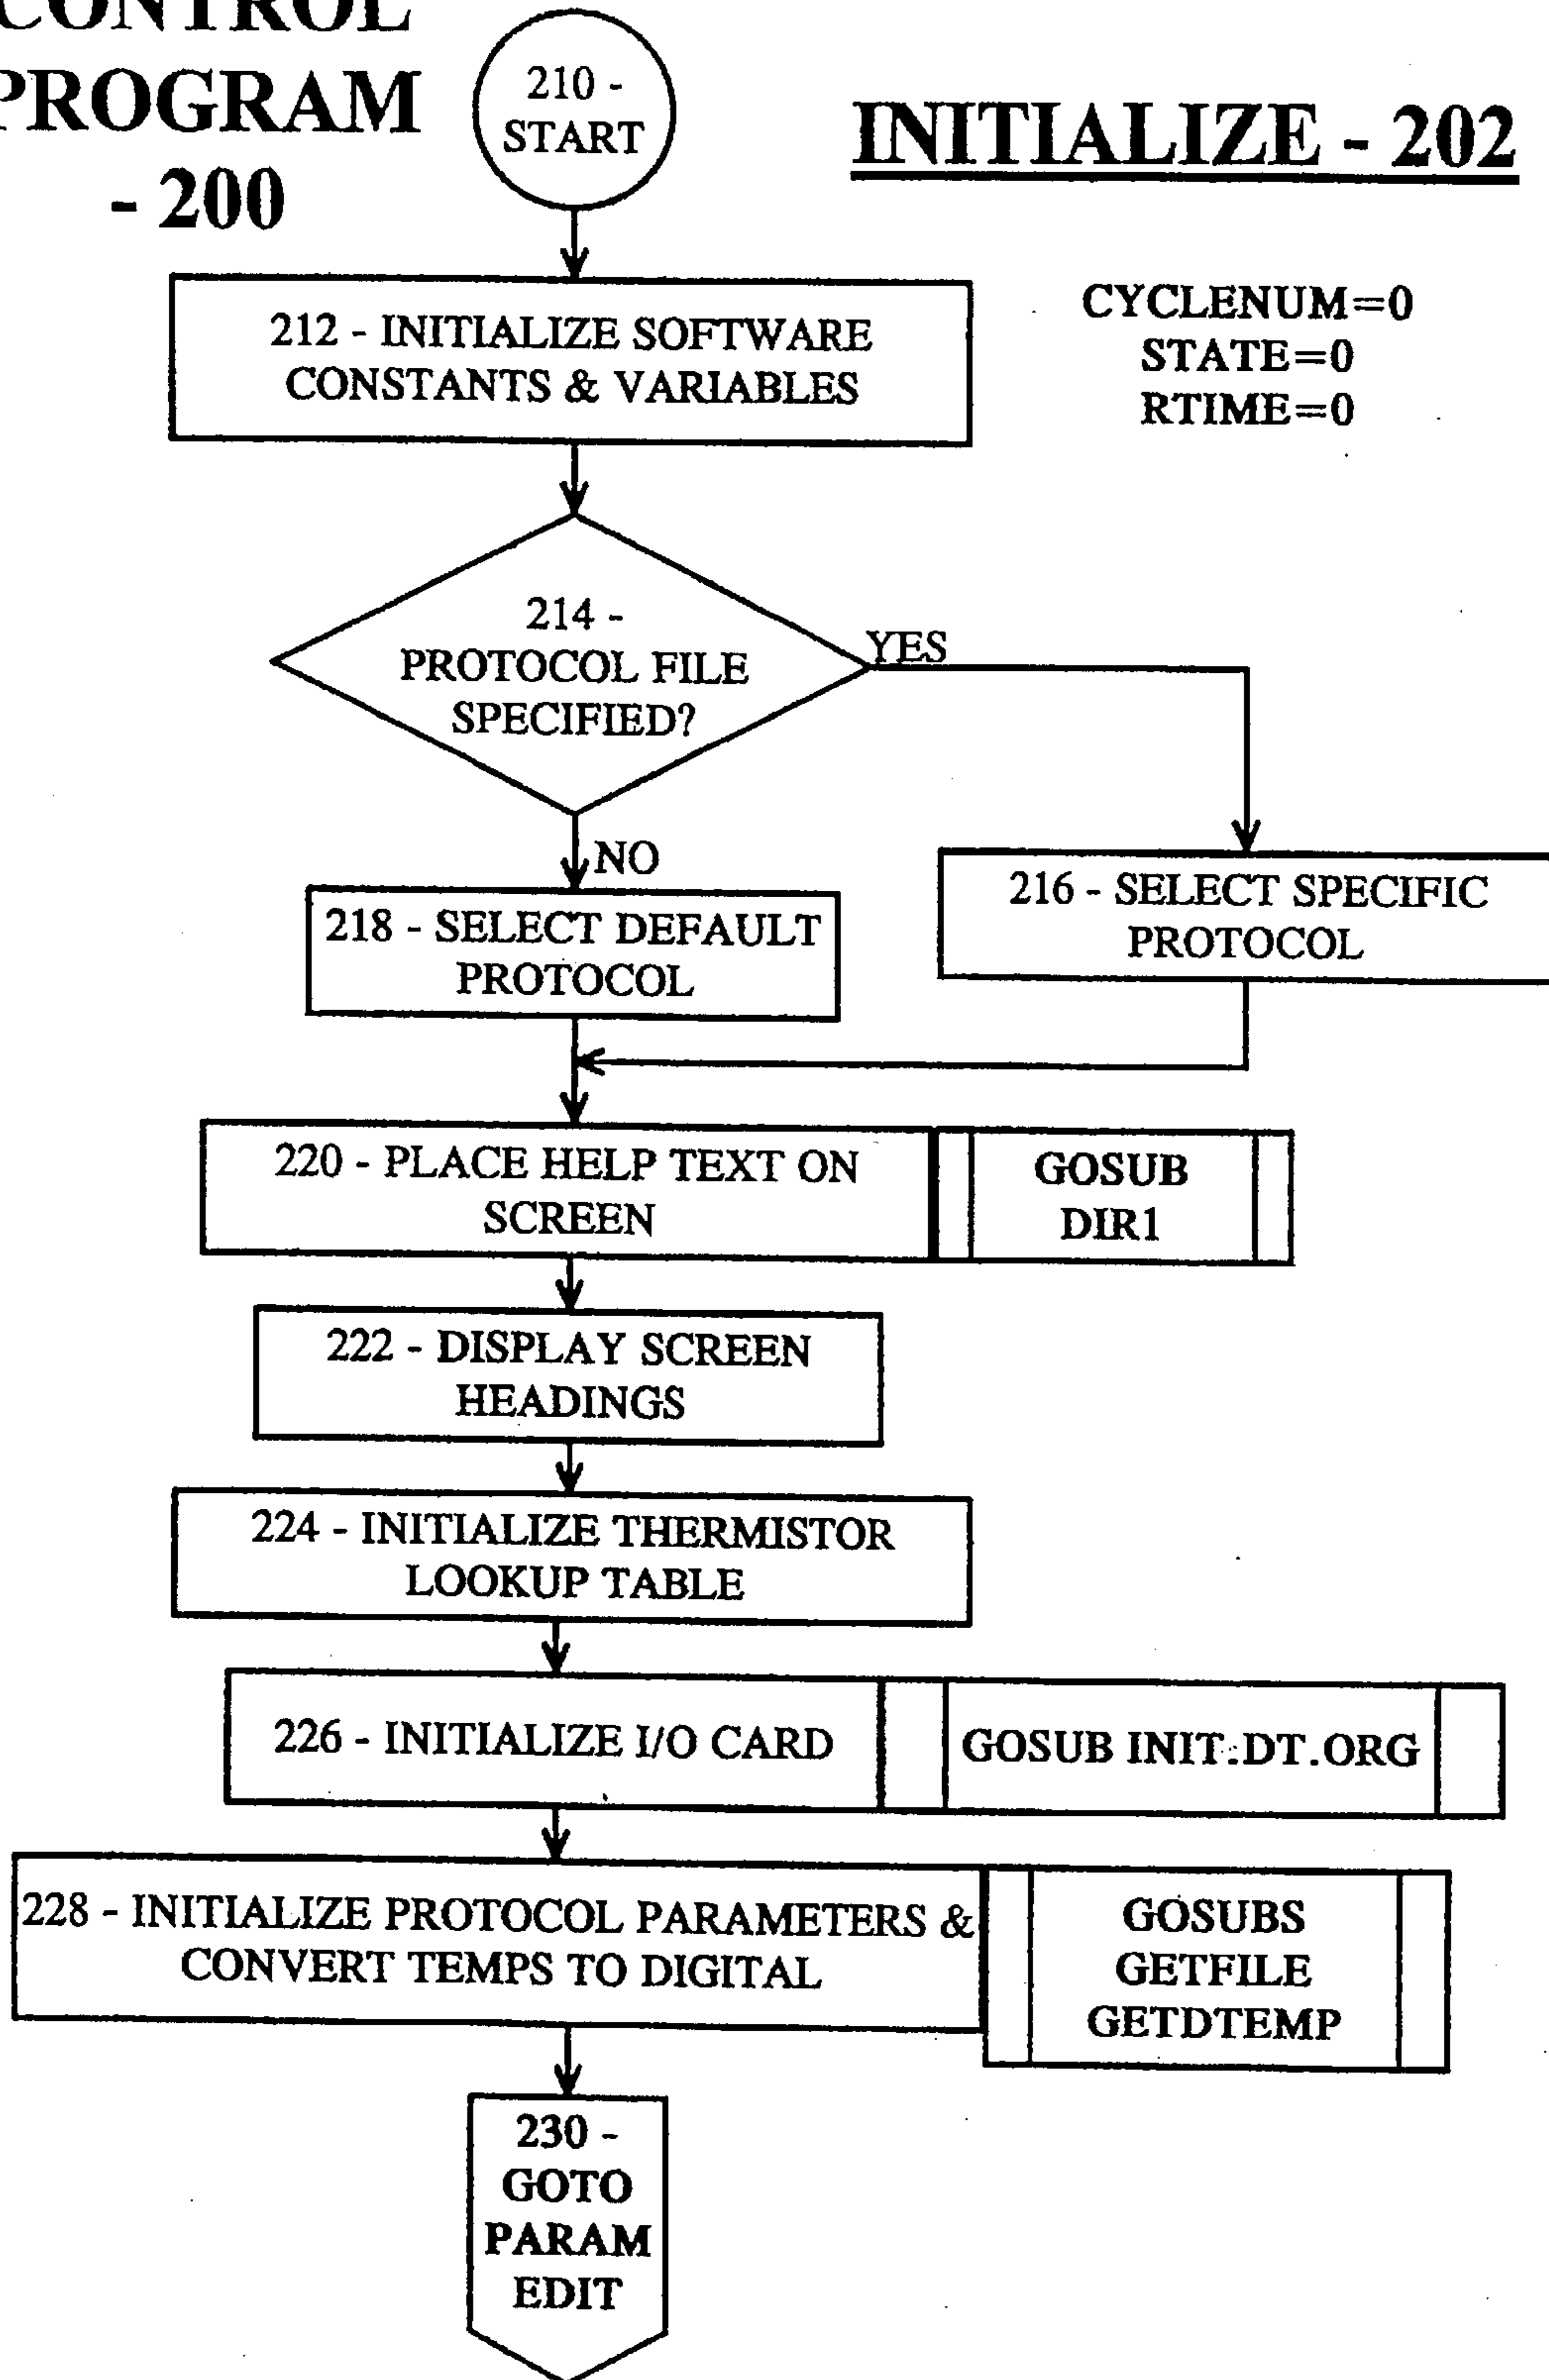 CONTROL
PROGRAM
- 200
210 -
START
INITIALIZE - 202
212 - INITIALIZE SOFTWARE
CONSTANTS & VARIABLES
CYCLENUM=0
STATE=0
RTIME=0
214 -
PROTOCOL FILE
SPECIFIED?
YES
NO
216 - SELECT SPECIFIC
PROTOCOL
218 - SELECT DEFAULT
PROTOCOL
220 - PLACE HELP TEXT ON
SCREEN
GOSUB
DIR1
222 - DISPLAY SCREEN
HEADINGS
224 - INITIALIZE THERMISTOR
LOOKUP TABLE
226 - INITIALIZE I/O CARD
GOSUB INIT.DT.ORG
228 - INITIALIZE PROTOCOL PARAMETERS &
CONVERT TEMPS TO DIGITAL
GOSUBS
GETFILE
GETDTEMP
230 -
GOTO
PARAM
EDIT